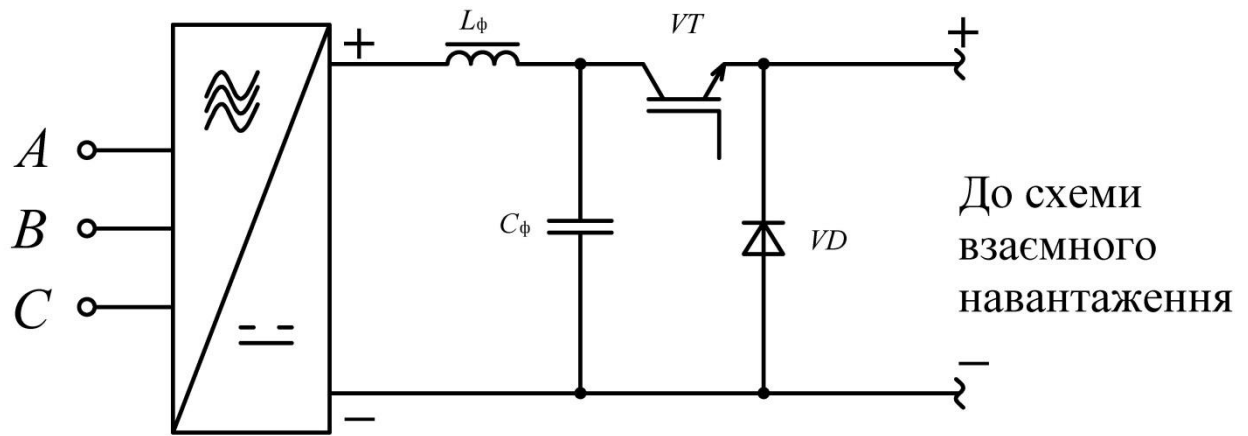 Lф
VT
+
+
A
B
C
Cф
VD
До схеми
взаємного
навантаження
−
−